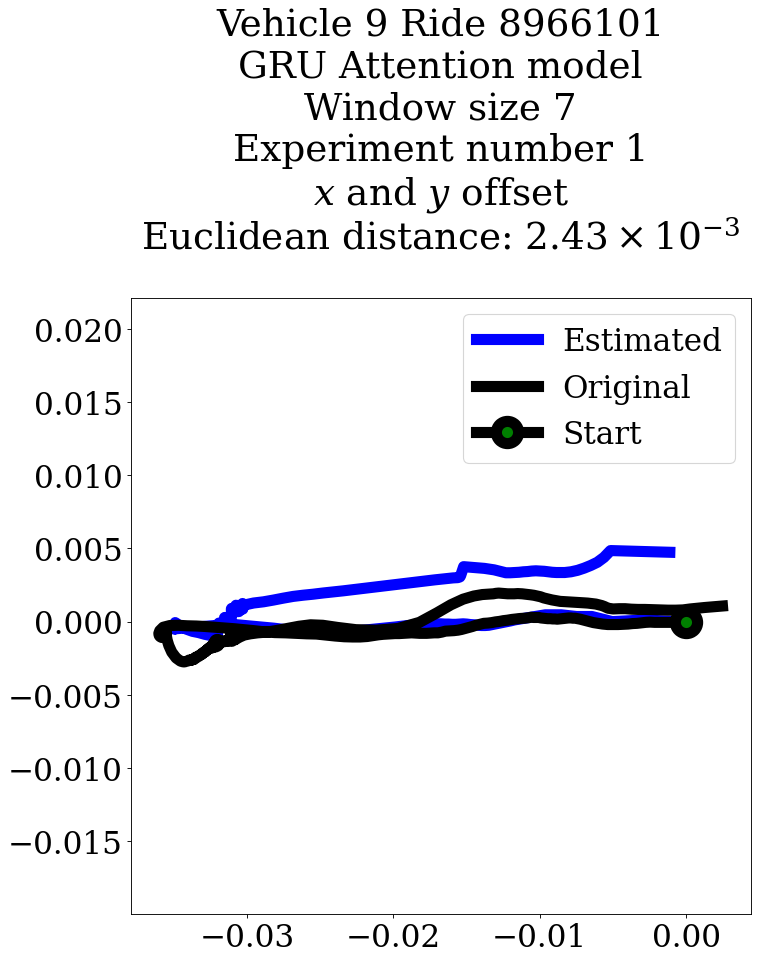 Vehicle 9 Ride 8966101
GRU Attention model
Window size 7
Experiment number 1
x and y offset
Euclidean distance: 2.43 × 10⁻³
Estimated
Original
Start
0.020
0.015
0.010
0.005
0.000
−0.005
−0.010
−0.015
−0.03 −0.02 −0.01 0.00